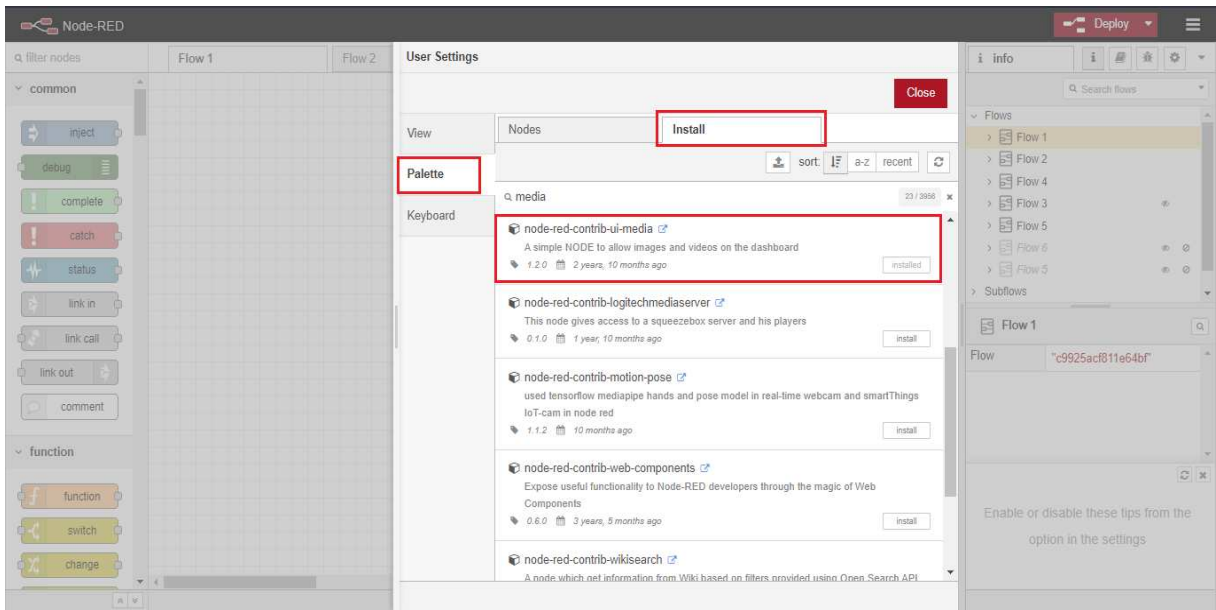 Node-RED
Deploy
filter nodes
Flow 1
Flow 2
User Settings
i info
Close
Search flows
common
View
Nodes
Install
Flows
inject
Flow 1
sort:
a-z
recent
Flow 2
debug
Palette
Flow 4
complete
media
23 / 3956
Flow 3
Keyboard
catch
node-red-contrib-ui-media
Flow 5
A simple NODE to allow images and videos on the dashboard
Flow 6
status
1.2.0
2 years, 10 months ago
installed
Flow 5
Subflows
link in
node-red-contrib-logitechmediaserver
This node gives access to a squeezebox server and his players
Flow 1
link call
0.1.0
1 year, 10 months ago
install
Flow
"c9925acf811e64bf"
link out
node-red-contrib-motion-pose
used tensorflow mediapipe hands and pose model in real-time webcam and smartThings
comment
IoT-cam in node red
1.1.2
10 months ago
install
function
node-red-contrib-web-components
Expose useful functionality to Node-RED developers through the magic of Web
function
Components
Enable or disable these tips from the
switch
0.6.0
3 years, 5 months ago
install
option in the settings
change
node-red-contrib-wikisearch
A node which get information from Wiki based on filters provided using Open Search API